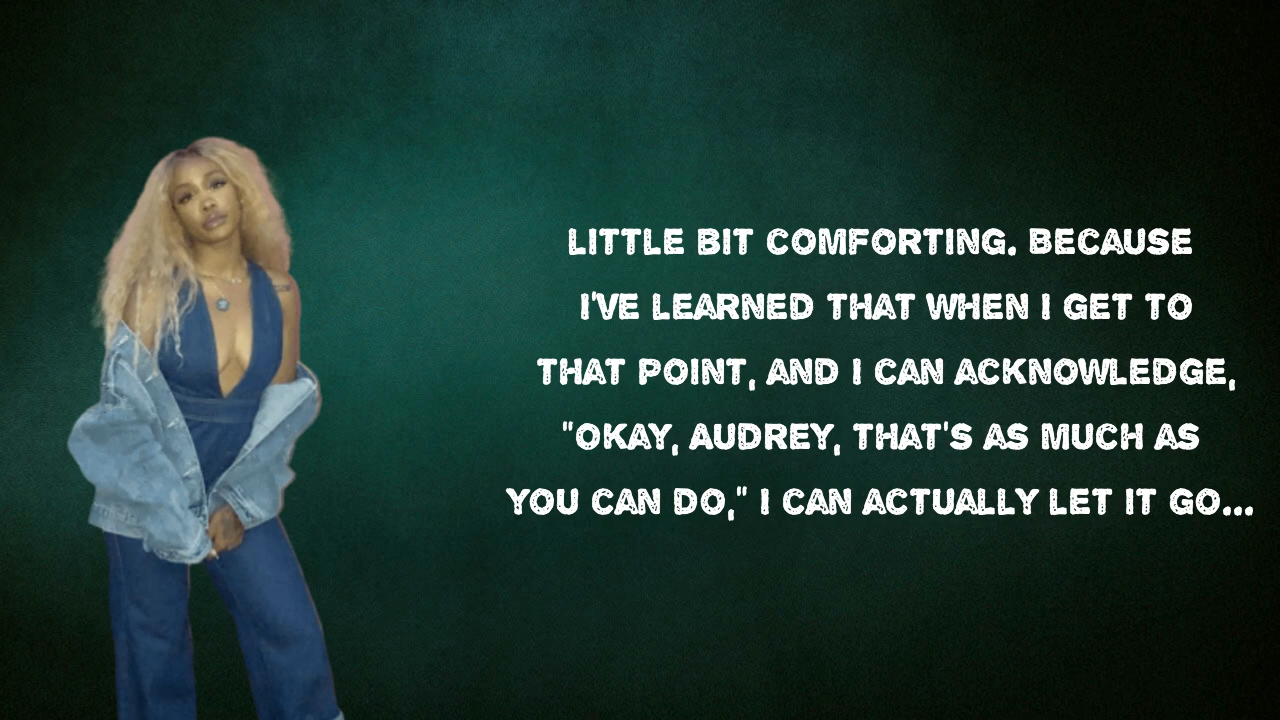 LITTLE BIT COMFORTING. BECAUSE
I'VE LEARNED THAT WHEN I GET TO
THAT POINT, AND I CAN ACKNOWLEDGE,
"OKAY, AUDREY, THAT'S AS MUCH AS
YOU CAN DO," I CAN ACTUALLY LET IT GO...